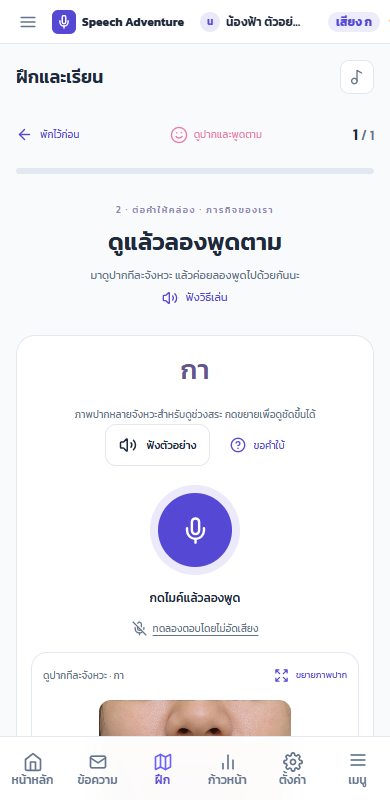 Speech Adventure
น
น้องฟ้า ตัวอย่...
เสียง ก
ฝึกและเรียน
พักไว้ก่อน
ดูปากและพูดตาม
1 / 1
2 · ต่อคำให้คล่อง · ภารกิจของเรา
ดูแล้วลองพูดตาม
มาดูปากทีละจังหวะ แล้วค่อยลองพูดไปด้วยกันนะ
ฟังวิธีเล่น
กา
ภาพปากหลายจังหวะสำหรับดูช่วงสระ กดขยายเพื่อดูชัดขึ้นได้
ฟังตัวอย่าง
ขอคำใบ้
กดไมค์แล้วลองพูด
ทดลองตอบโดยไม่อัดเสียง
ดูปากทีละจังหวะ · กา
ขยายภาพปาก
หน้าหลัก
ข้อความ
ฝึก
ก้าวหน้า
ตั้งค่า
เมนู